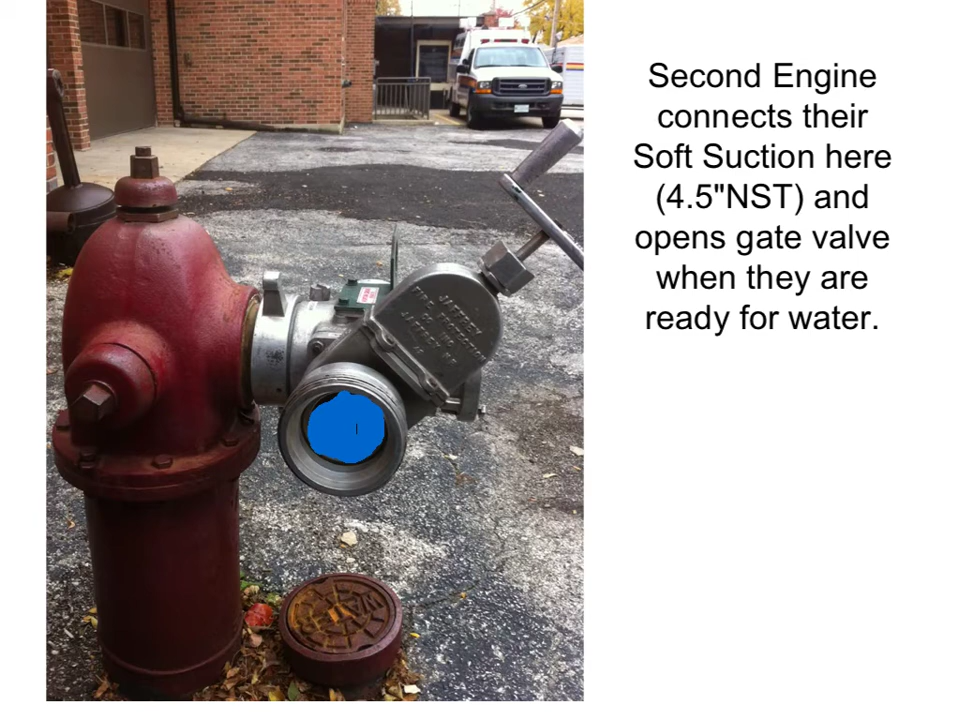 Second Engine
connects their
Soft Suction here
(4.5"NST) and
opens gate valve
when they are
ready for water.
WATER